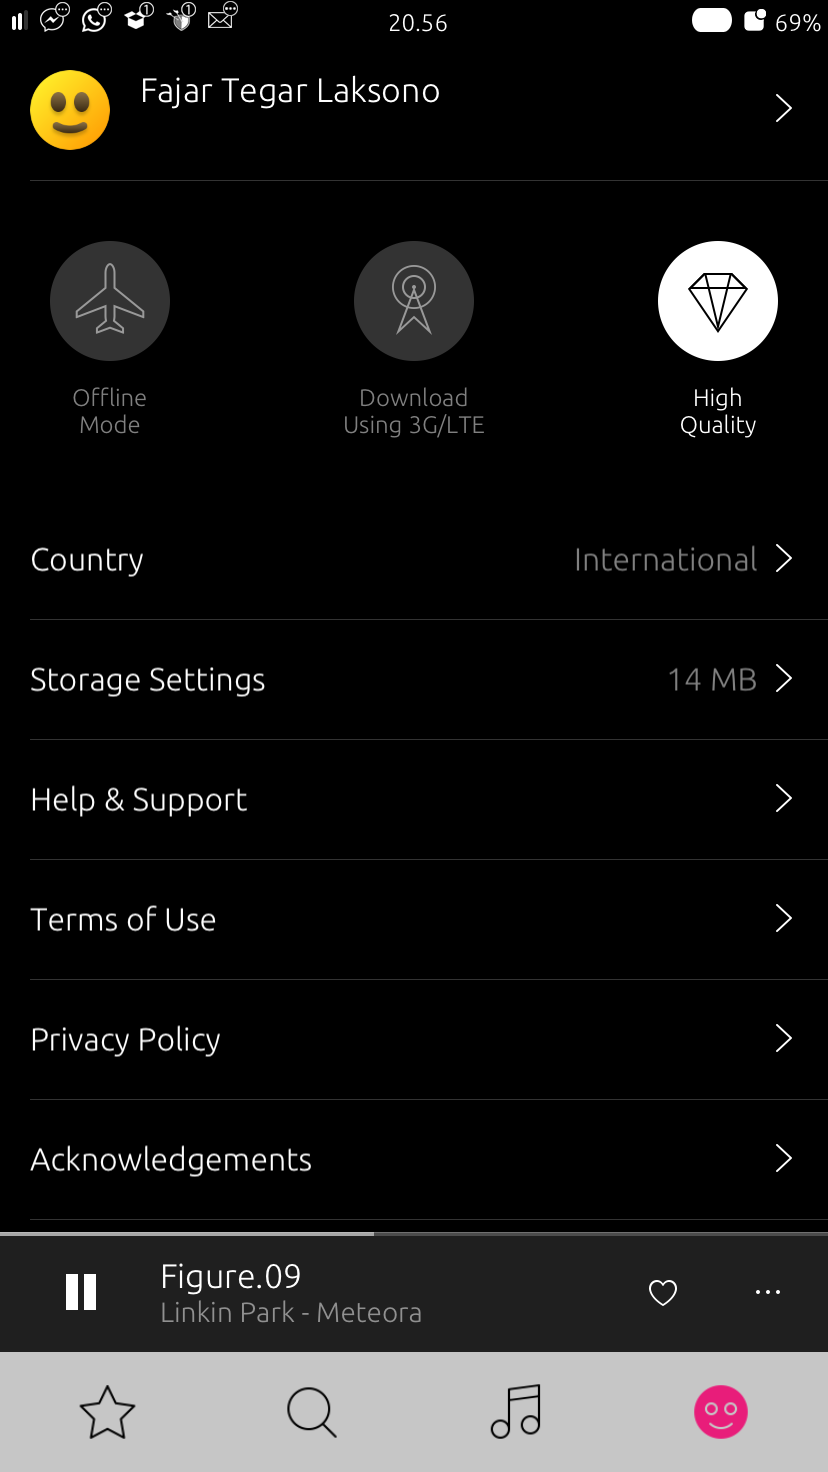 20.56
69%
Fajar Tegar Laksono
Offline
Mode
Download
Using 3G/LTE
High
Quality
Country
International
Storage Settings
14 MB
Help & Support
Terms of Use
Privacy Policy
Acknowledgements
Figure.09
Linkin Park - Meteora